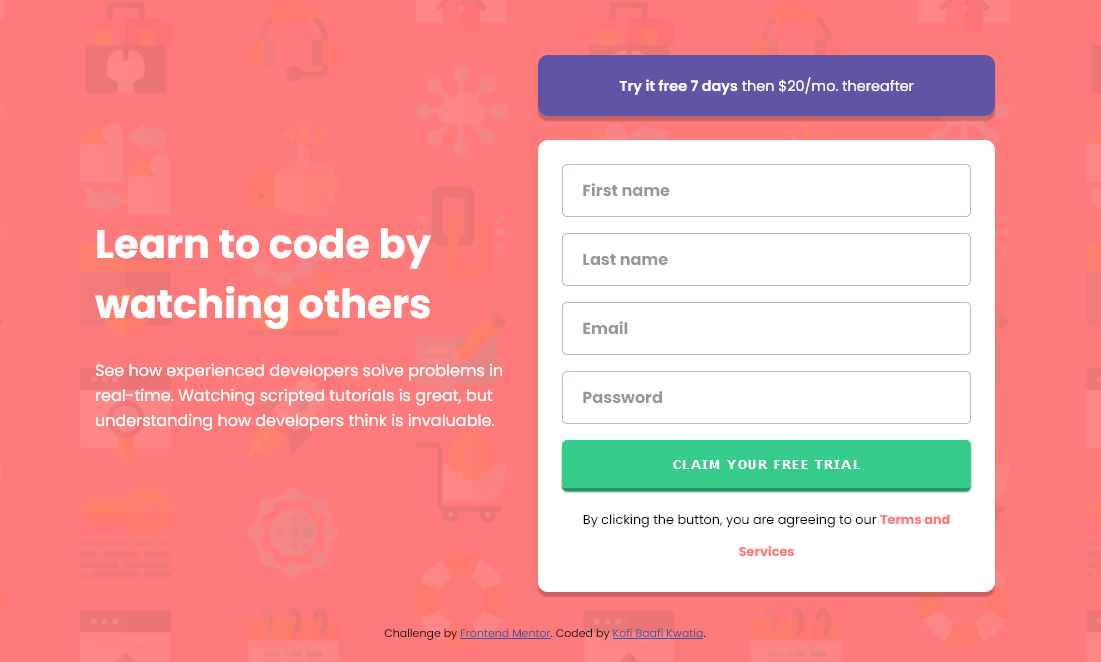 Try it free 7 days then $20/mo. thereafter
Learn to code by
watching others
See how experienced developers solve problems in
real-time. Watching scripted tutorials is great, but
understanding how developers think is invaluable.
First name
Last name
Email
Password
CLAIM YOUR FREE TRIAL
By clicking the button, you are agreeing to our Terms and
Services
Challenge by Frontend Mentor. Coded by Kofi Baafi Kwatia.